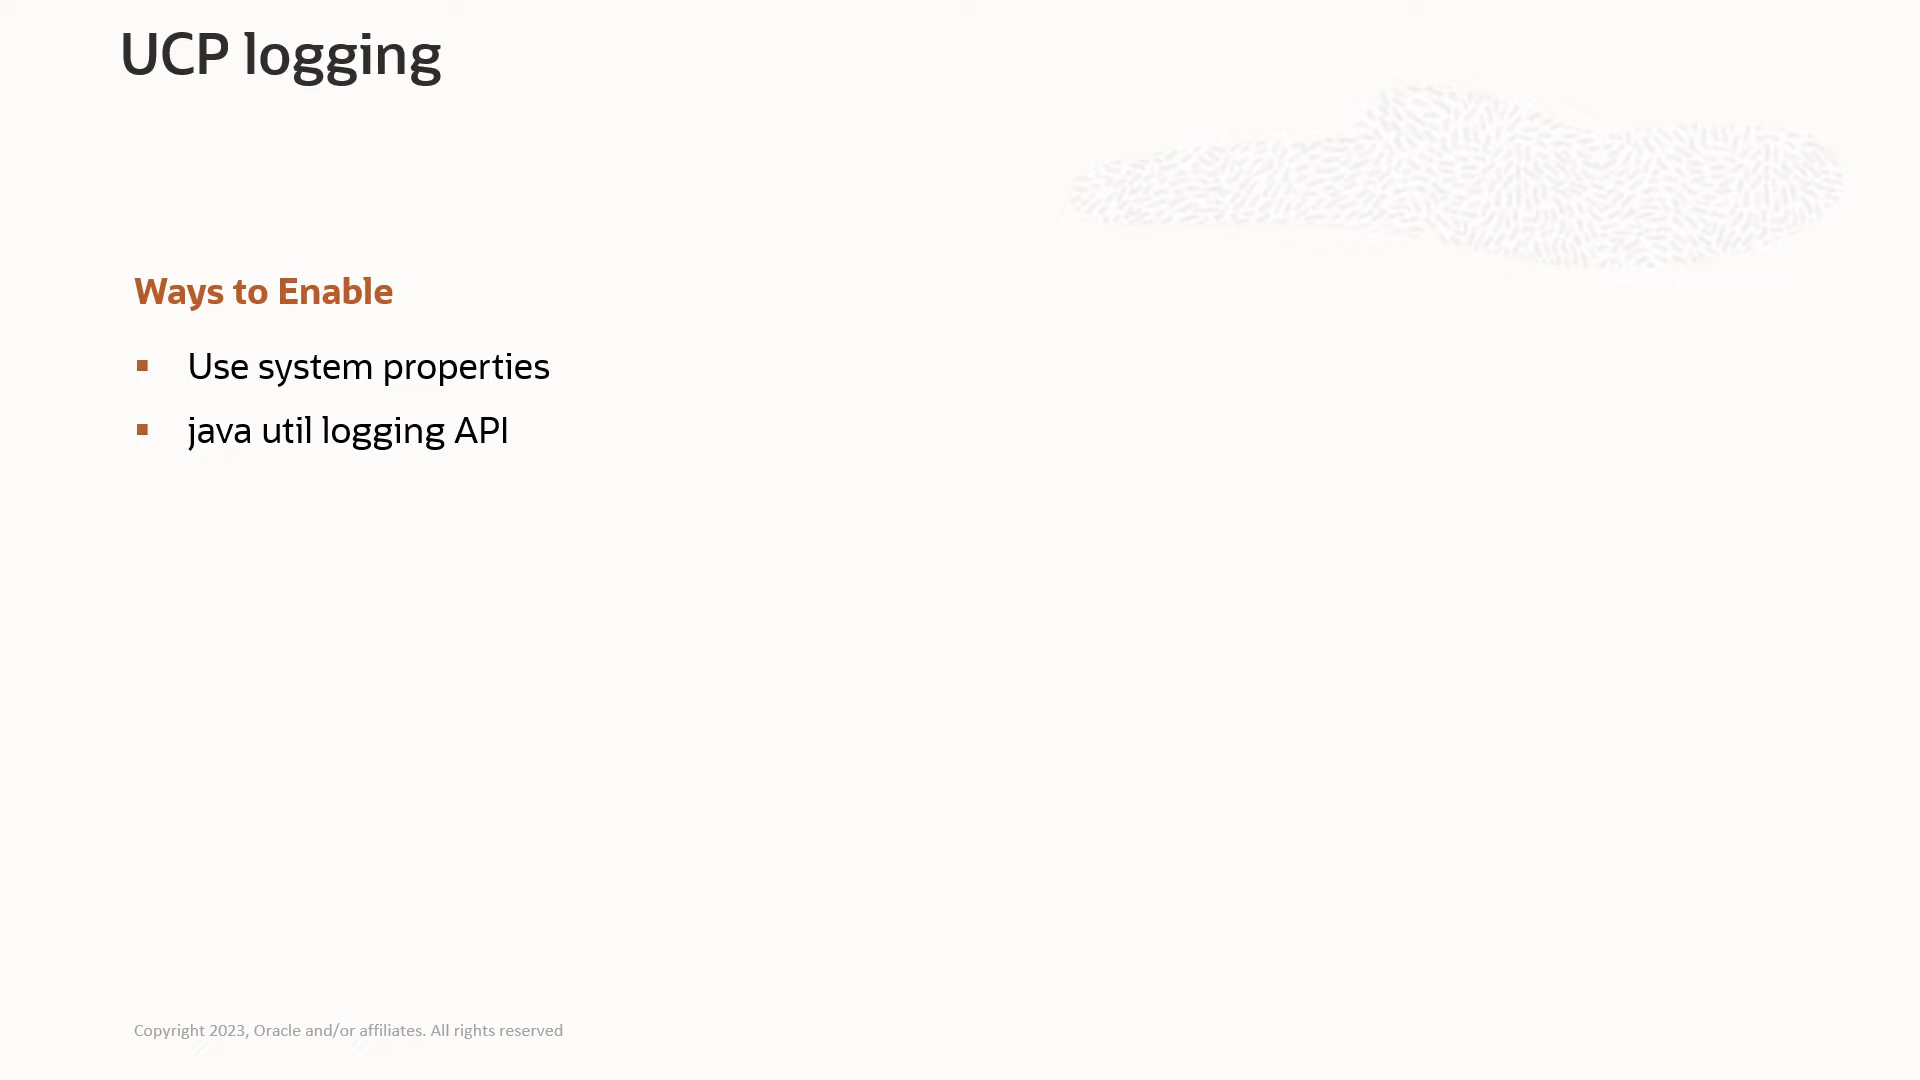 UCP logging
Ways to Enable
▪ Use system properties
▪ java util logging API
Copyright 2023, Oracle and/or affiliates. All rights reserved